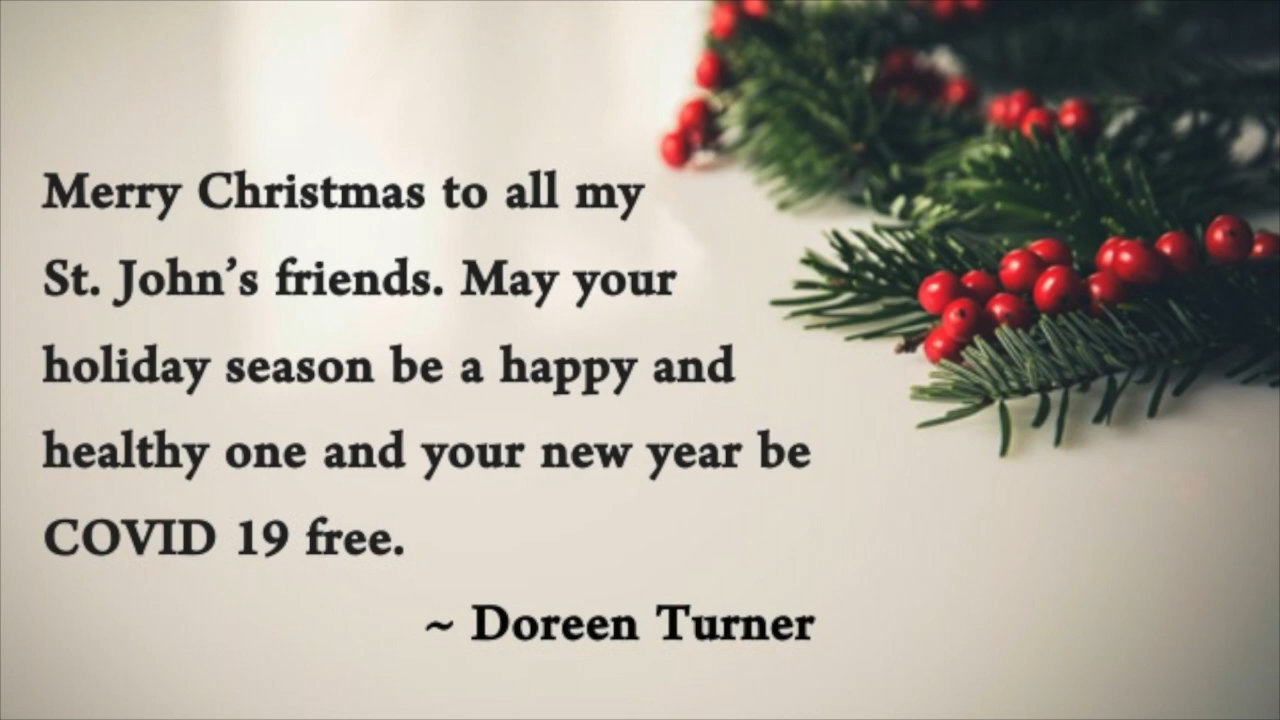 Merry Christmas to all my
St. John’s friends. May your
holiday season be a happy and
healthy one and your new year be
COVID 19 free.
~ Doreen Turner